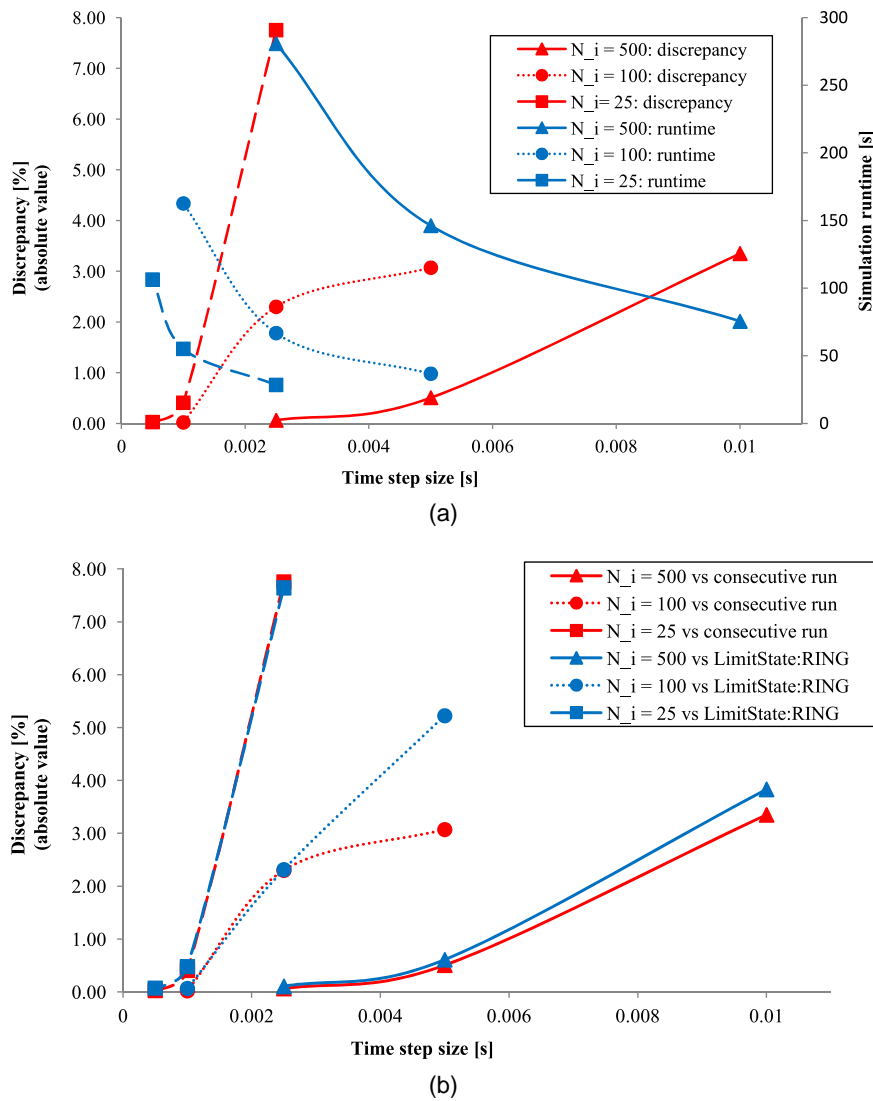 8.00
7.00
6.00
5.00
4.00
3.00
2.00
1.00
0.00
Discrepancy [%]
(absolute value)
300
250
200
150
100
50
0
Simulation runtime [s]
N_i = 500: discrepancy
N_i = 100: discrepancy
N_i= 25: discrepancy
N_i = 500: runtime
N_i = 100: runtime
N_i = 25: runtime
0 0.002 0.004 0.006 0.008 0.01
Time step size [s]
(a)
8.00
7.00
6.00
5.00
4.00
3.00
2.00
1.00
0.00
Discrepancy [%]
(absolute value)
N_i = 500 vs consecutive run
N_i = 100 vs consecutive run
N_i = 25 vs consecutive run
N_i = 500 vs LimitState:RING
N_i = 100 vs LimitState:RING
N_i = 25 vs LimitState:RING
0 0.002 0.004 0.006 0.008 0.01
Time step size [s]
(b)